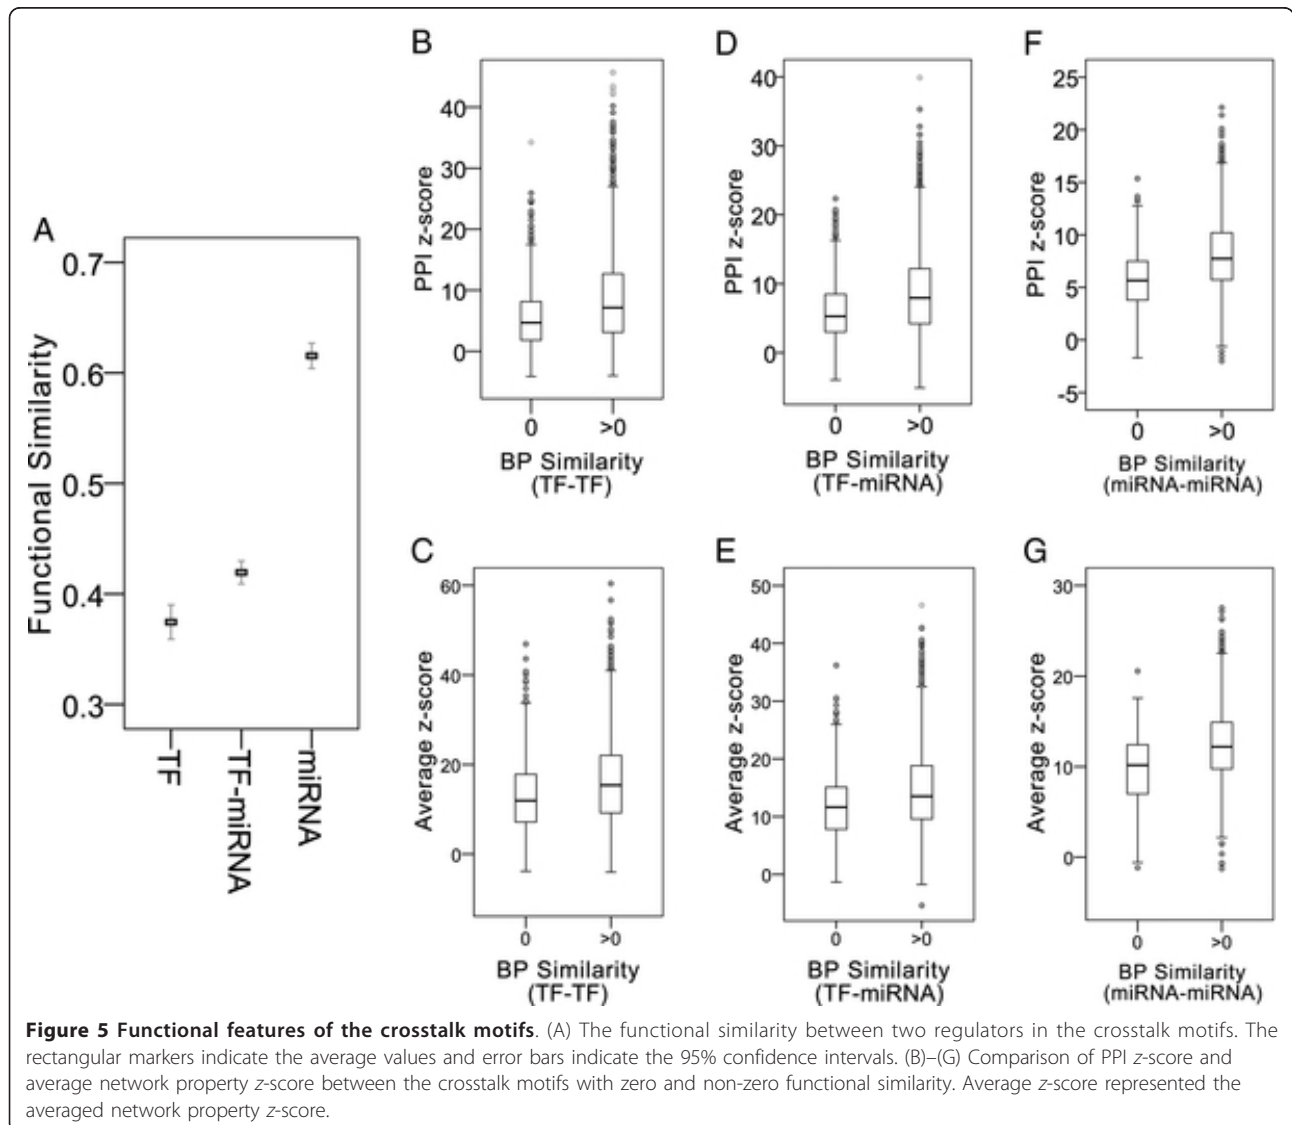 A
Functional Similarity
0.7
0.6
0.5
0.4
0.3
TF
TF-miRNA
miRNA
B
PPI z-score
40
30
20
10
0
0 >0
BP Similarity
(TF-TF)
C
Average z-score
60
40
20
0
0 >0
BP Similarity
(TF-TF)
D
PPI z-score
40
30
20
10
0
0 >0
BP Similarity
(TF-miRNA)
E
Average z-score
50
40
30
20
10
0
0 >0
BP Similarity
(TF-miRNA)
F
PPI z-score
25
20
15
10
5
0
-5
0 >0
BP Similarity
(miRNA-miRNA)
G
Average z-score
30
20
10
0
0 >0
BP Similarity
(miRNA-miRNA)
Figure 5 Functional features of the crosstalk motifs. (A) The functional similarity between two regulators in the crosstalk motifs. The
rectangular markers indicate the average values and error bars indicate the 95% confidence intervals. (B)–(G) Comparison of PPI z-score and
average network property z-score between the crosstalk motifs with zero and non-zero functional similarity. Average z-score represented the
averaged network property z-score.